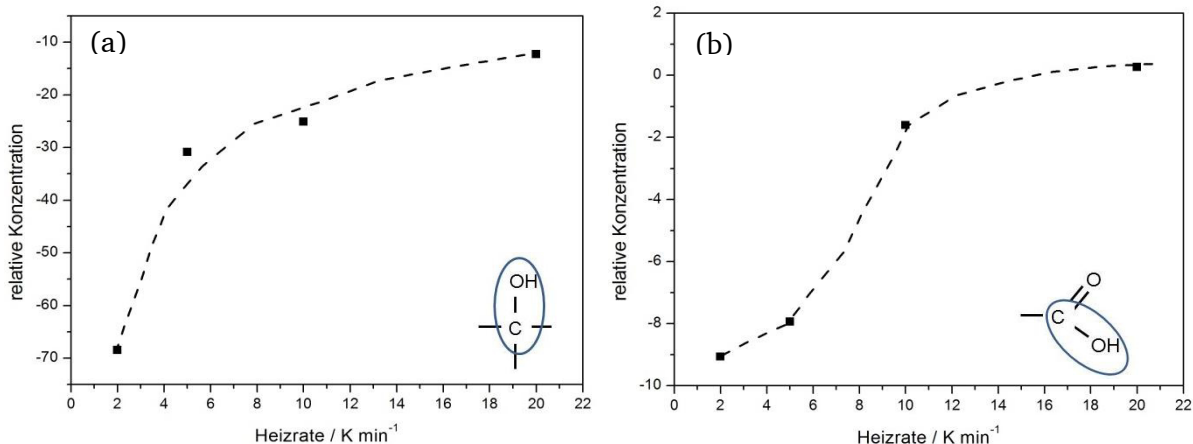 (a)
relative Konzentration
-10
-20
-30
-40
-50
-60
-70
0 2 4 6 8 10 12 14 16 18 20 22
Heizrate / K min⁻¹
OH
C
(b)
relative Konzentration
2
0
-2
-4
-6
-8
-10
0 2 4 6 8 10 12 14 16 18 20 22
Heizrate / K min⁻¹
O
C
OH